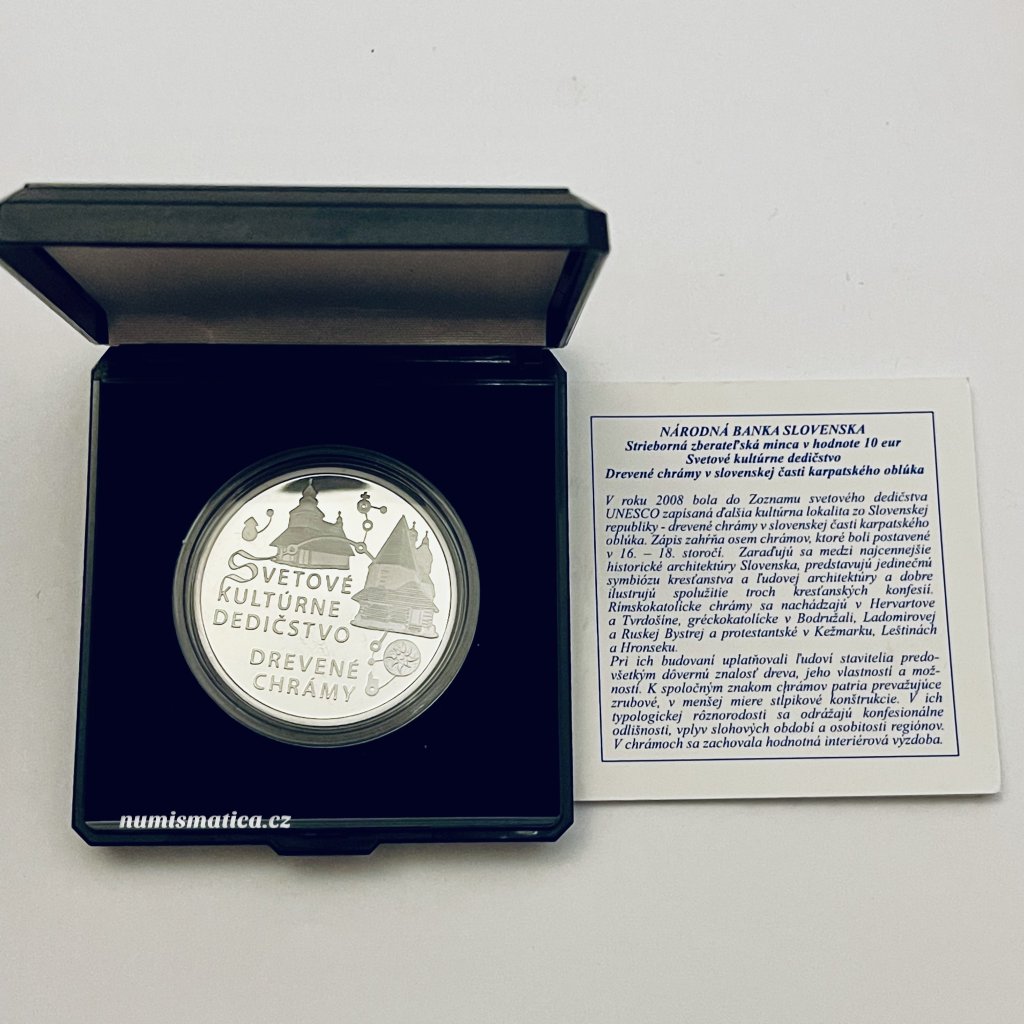 SVETOVÉ
KULTÚRNE
DEDIČSTVO
DREVENÉ
CHRÁMY
numismatica.cz
NÁRODNÁ BANKA SLOVENSKA
Strieborná zberateľská minca v hodnote 10 eur
Svetové kultúrne dedičstvo
Drevené chrámy v slovenskej časti karpatského oblúka
V roku 2008 bola do Zoznamu svetového dedičstva
UNESCO zapísaná ďalšia kultúrna lokalita zo Slovenskej
republiky - drevené chrámy v slovenskej časti karpatského
oblúka. Zápis zahŕňa osem chrámov, ktoré boli postavené
v 16. – 18. storočí. Zaraďujú sa medzi najcennejšie
historické architektúry Slovenska, predstavujú jedinečnú
symbiózu kresťanstva a ľudovej architektúry a dobre
ilustrujú spolužitie troch kresťanských konfesií.
Rímskokatolícke chrámy sa nachádzajú v Hervartove
a Tvrdošíne, gréckokatolícke v Bodružali, Ladomirovej
a Ruskej Bystrej a protestantské v Kežmarku, Leštinách
a Hronseku.
Pri ich budovaní uplatňovali ľudoví stavitelia predo-
všetkým dôvernú znalosť dreva, jeho vlastností a mož-
ností. K spoločným znakom chrámov patria prevažujúce
zrubové, v menšej miere stĺpikové konštrukcie. V ich
typologickej rôznorodosti sa odrážajú konfesionálne
odlišnosti, vplyv slohových období a osobitosti regiónov.
V chrámoch sa zachovala hodnotná interiérová výzdoba.